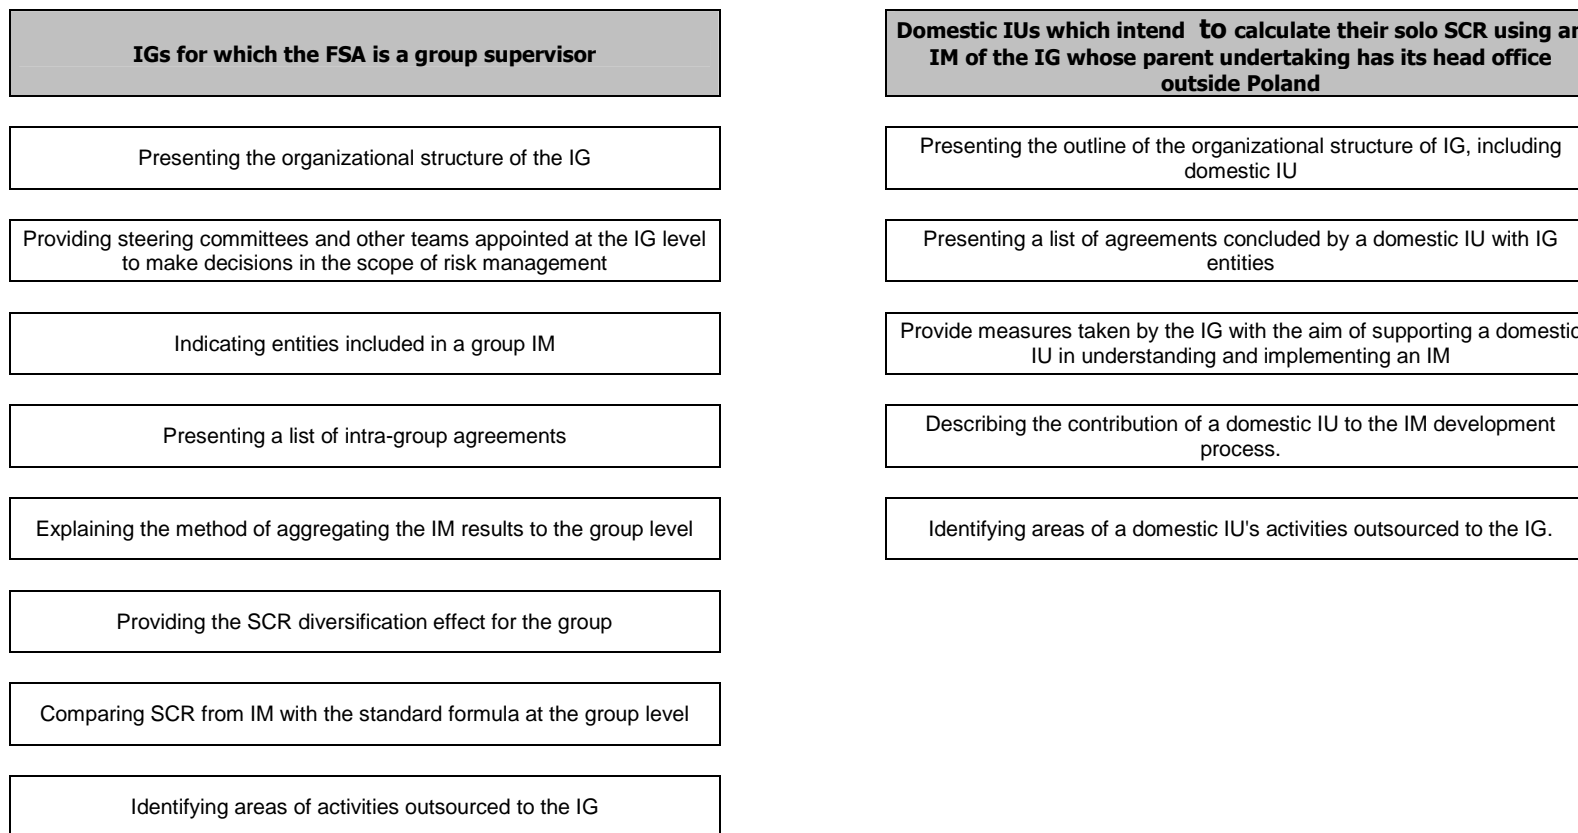 IGs for which the FSA is a group supervisor
Presenting the organizational structure of the IG
Providing steering committees and other teams appointed at the IG level
to make decisions in the scope of risk management
Indicating entities included in a group IM
Presenting a list of intra-group agreements
Explaining the method of aggregating the IM results to the group level
Providing the SCR diversification effect for the group
Comparing SCR from IM with the standard formula at the group level
Identifying areas of activities outsourced to the IG
Domestic IUs which intend to calculate their solo SCR using an
IM of the IG whose parent undertaking has its head office
outside Poland
Presenting the outline of the organizational structure of IG, including
domestic IU
Presenting a list of agreements concluded by a domestic IU with IG
entities
Provide measures taken by the IG with the aim of supporting a domestic
IU in understanding and implementing an IM
Describing the contribution of a domestic IU to the IM development
process.
Identifying areas of a domestic IU's activities outsourced to the IG.